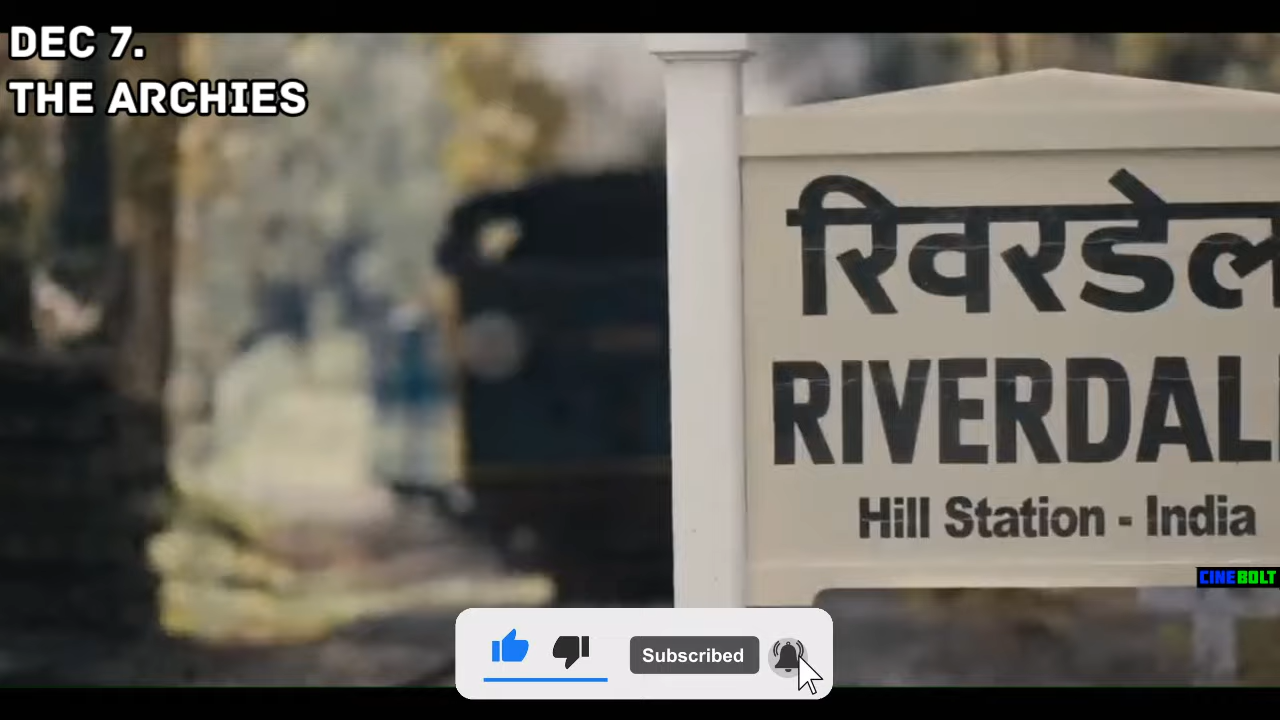 DEC 7.
THE ARCHIES
रिवरडेल
RIVERDAL
Hill Station - India
CINEBOLT
Subscribed